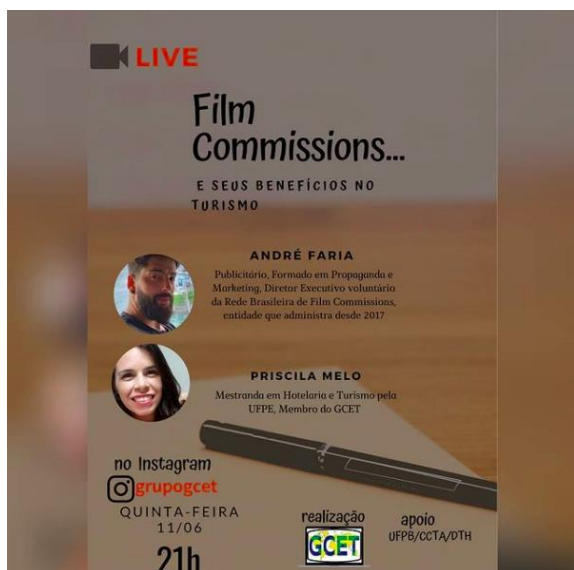 LIVE
Film
Commissions...
E SEUS BENEFÍCIOS NO
TURISMO
ANDRÉ FARIA
Publicitário, Formado em Propaganda e
Marketing, Diretor Executivo voluntário
da Rede Brasileira de Film Commissions,
entidade que administra desde 2017
PRISCILA MELO
Mestranda em Hotelaria e Turismo pela
UFPE, Membro do GCET
no Instagram
grupogcet
QUINTA-FEIRA
11/06
21h
realização
GCET
apoio
UFPB/CCTA/DTH